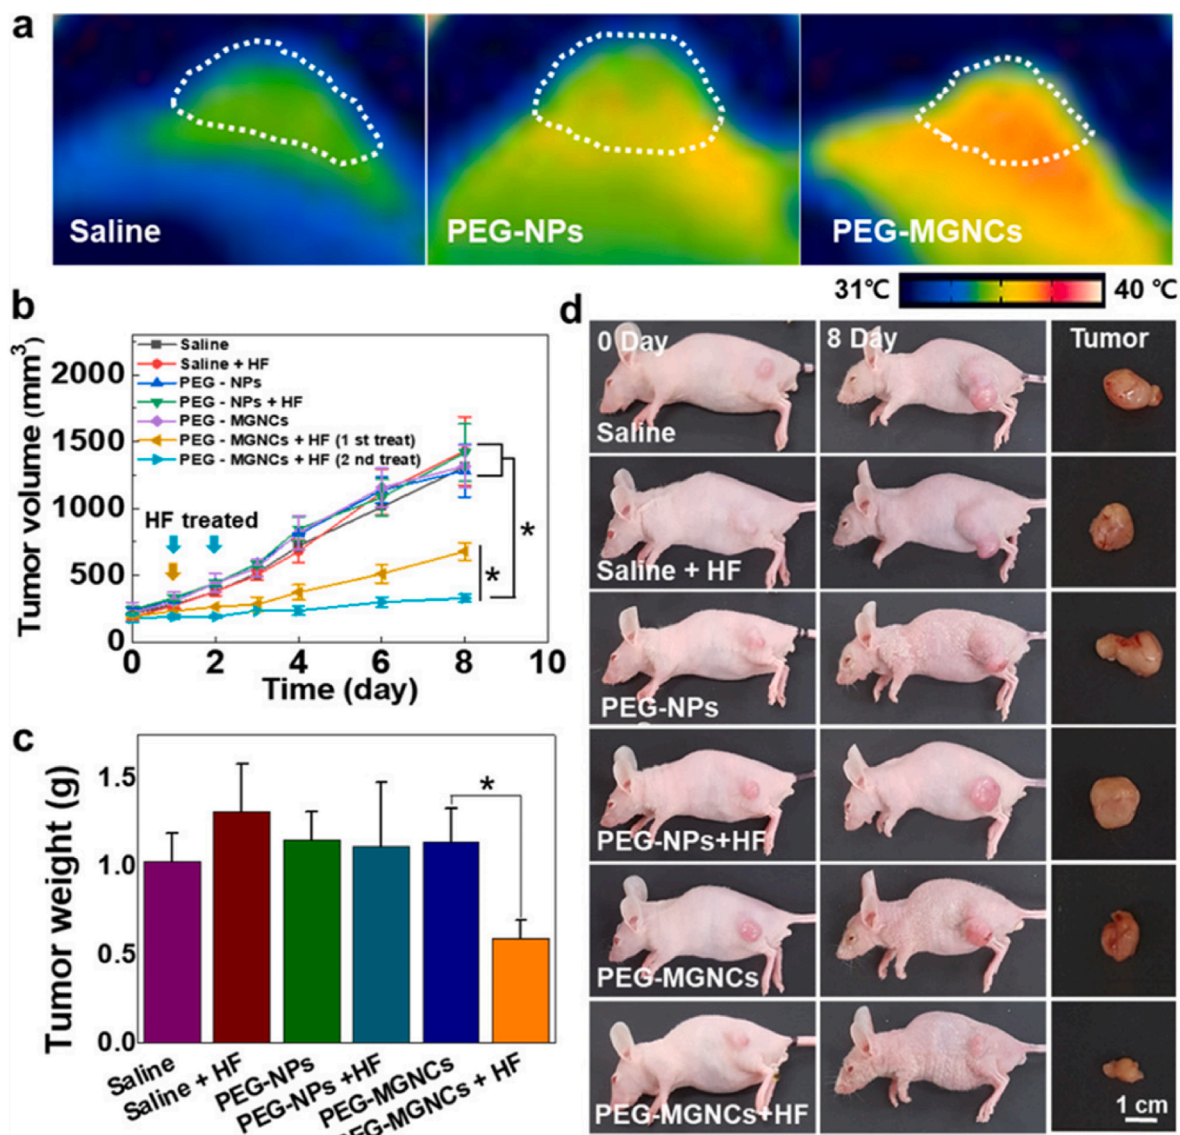 a
Saline
PEG-NPs
PEG-MGNCs
31℃
40 ℃
b
Tumor volume (mm³)
2000
1500
1000
500
0
Saline
Saline + HF
PEG - NPs
PEG - NPs + HF
PEG - MGNCs
PEG - MGNCs + HF (1 st treat)
PEG - MGNCs + HF (2 nd treat)
HF treated
*
*
0 2 4 6 8 10
Time (day)
c
Tumor weight (g)
1.5
1.0
0.5
0.0
*
Saline
Saline + HF
PEG-NPs
PEG-NPs +HF
PEG-MGNCs
PEG-MGNCs + HF
d
0 Day
8 Day
Tumor
Saline
Saline + HF
PEG-NPs
PEG-NPs+HF
PEG-MGNCs
PEG-MGNCs+HF
1 cm